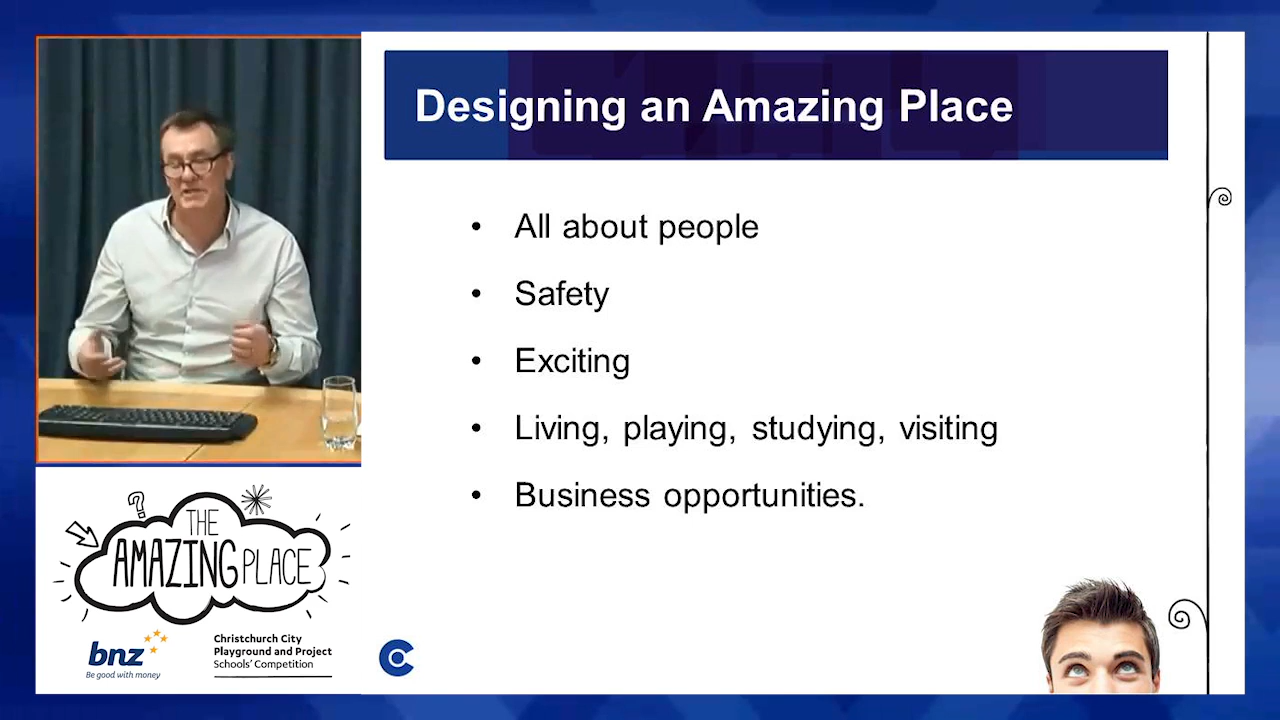 Designing an Amazing Place
• All about people
• Safety
• Exciting
• Living, playing, studying, visiting
• Business opportunities.
THE
AMAZING PLACE
bnz
Be good with money
Christchurch City
Playground and Project
Schools' Competition